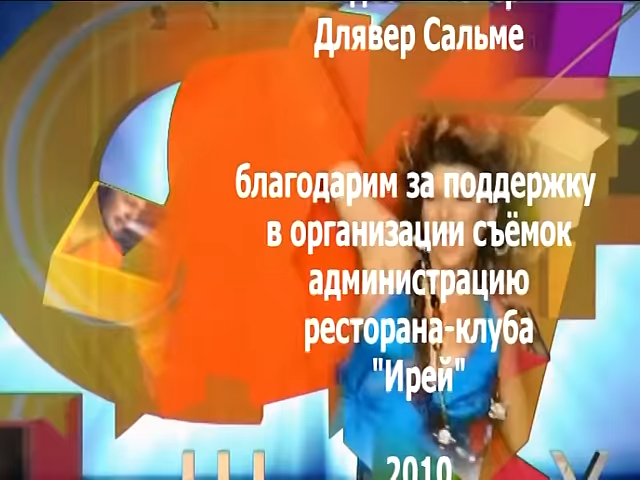 Длявер Сальме
благодарим за поддержку
в организации съёмок
администрацию
ресторана-клуба
"Ирей"
2010